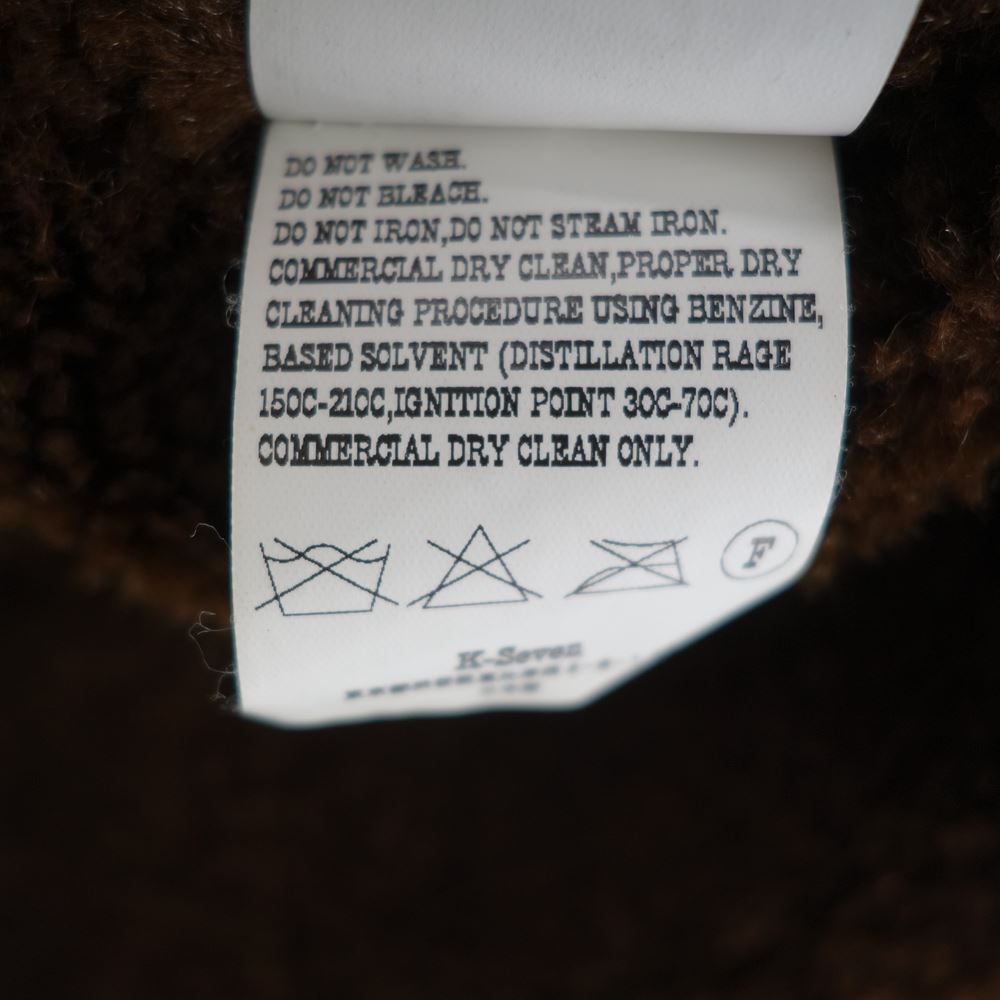 DO NOT WASH.
DO NOT BLEACH.
DO NOT IRON,DO NOT STEAM IRON.
COMMERCIAL DRY CLEAN,PROPER DRY
CLEANING PROCEDURE USING BENZINE,
BASED SOLVENT (DISTILLATION RAGE
150C-210C,IGNITION POINT 30C-70C).
COMMERCIAL DRY CLEAN ONLY.
F
K-Seven